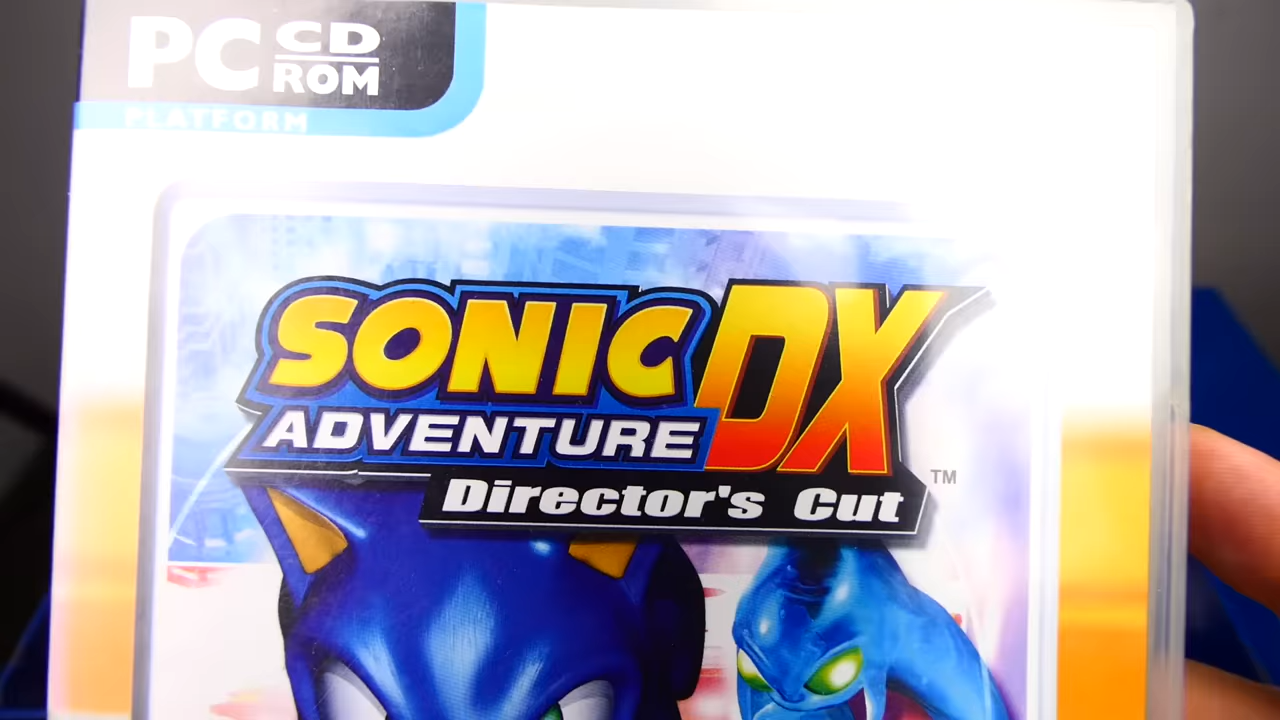 PC CD ROM
PLATFORM
SONIC DX
ADVENTURE
Director's Cut
TM